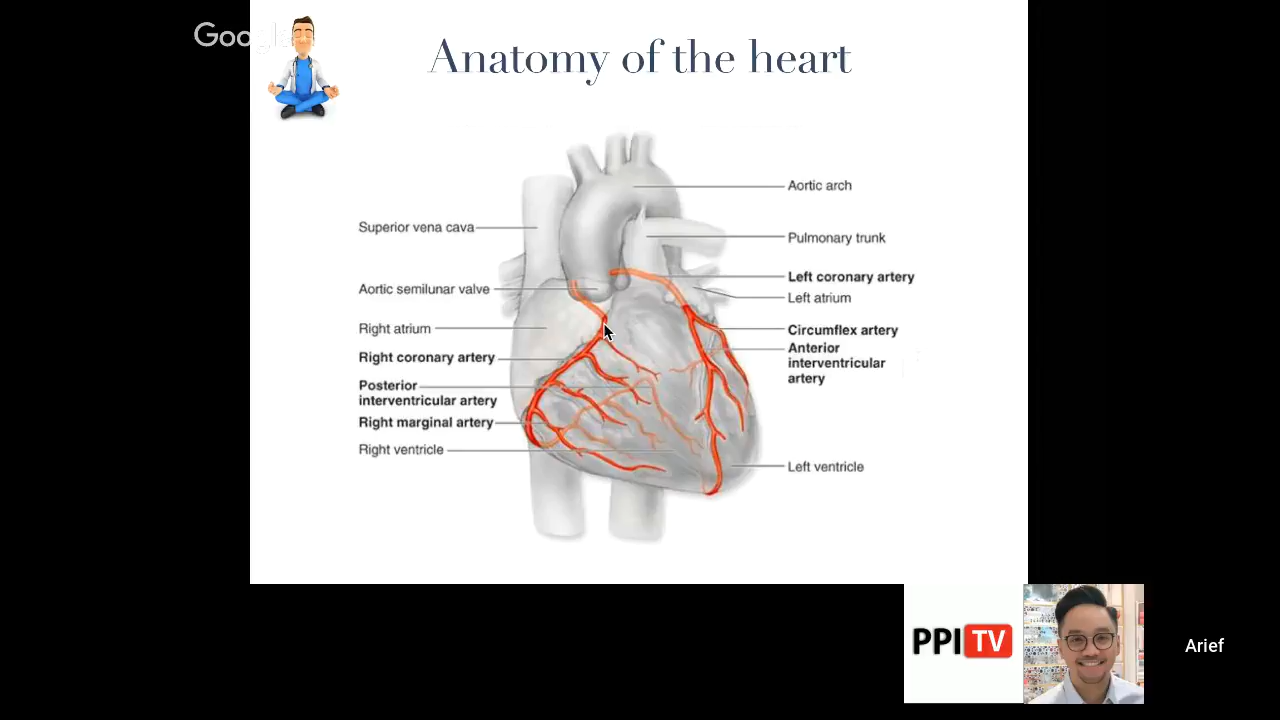 Google
Anatomy of the heart
Aortic arch
Superior vena cava
Pulmonary trunk
Left coronary artery
Aortic semilunar valve
Left atrium
Right atrium
Circumflex artery
Anterior
interventricular
artery
Right coronary artery
Posterior
interventricular artery
Right marginal artery
Right ventricle
Left ventricle
PPI TV
Arief